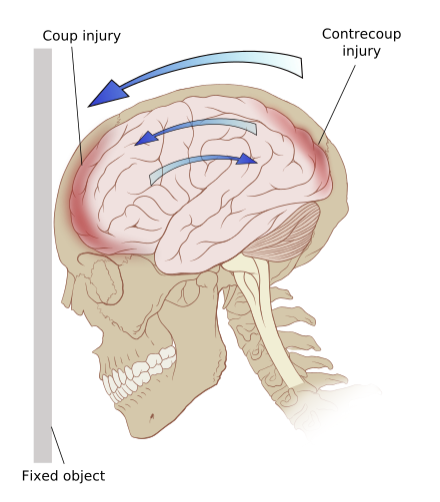 Coup injury
Contrecoup
injury
Fixed object